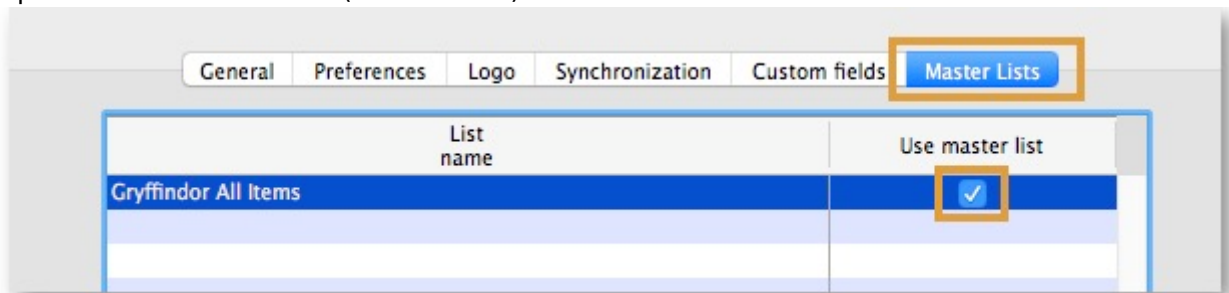 General Preferences Logo Synchronization Custom fields Master Lists
List name Use master list
Gryffindor All Items